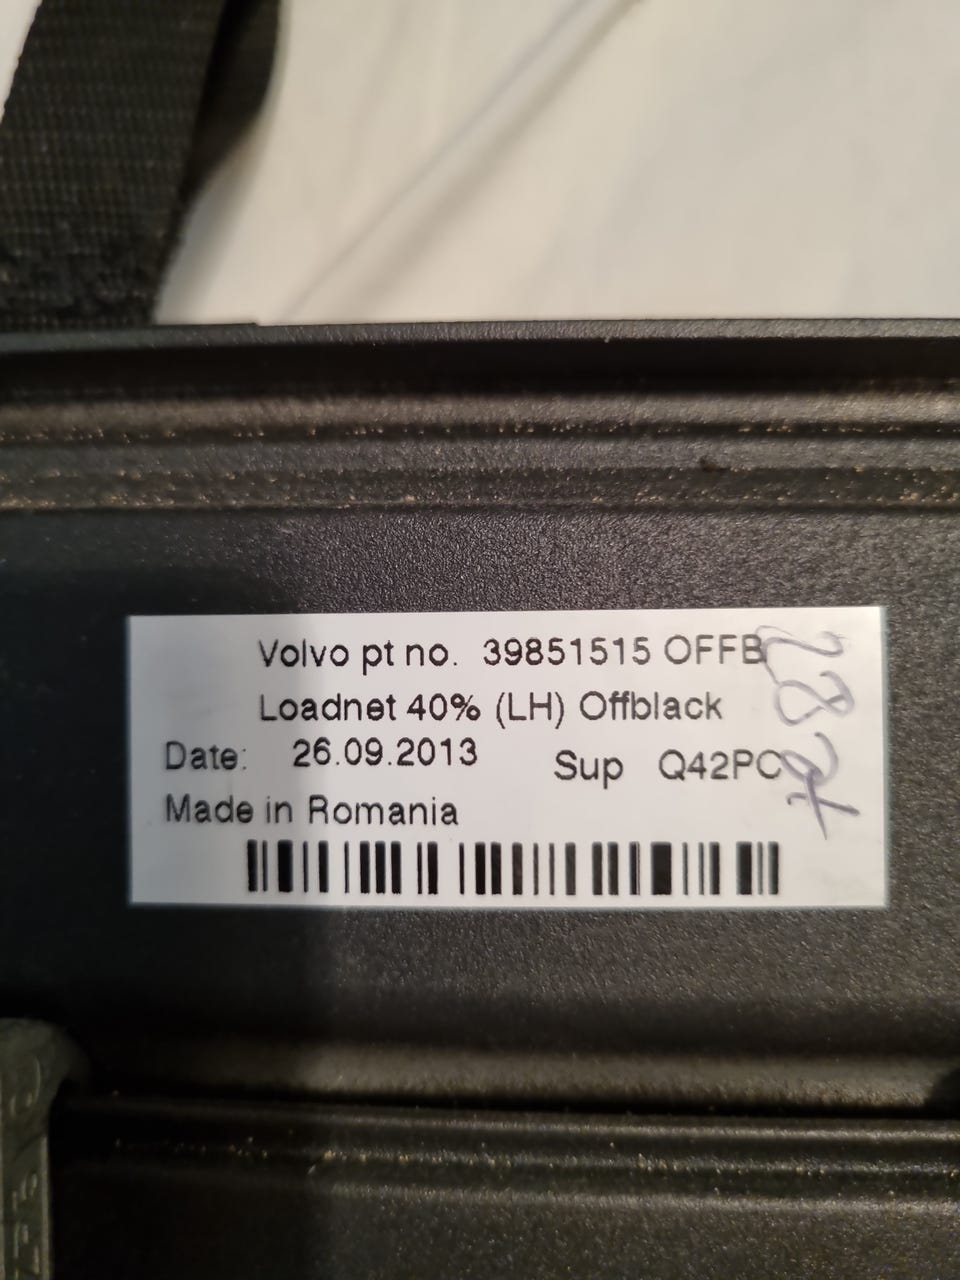 Volvo pt no. 39851515 OFFB
Loadnet 40% (LH) Offblack
Date: 26.09.2013 Sup Q42PC
Made in Romania